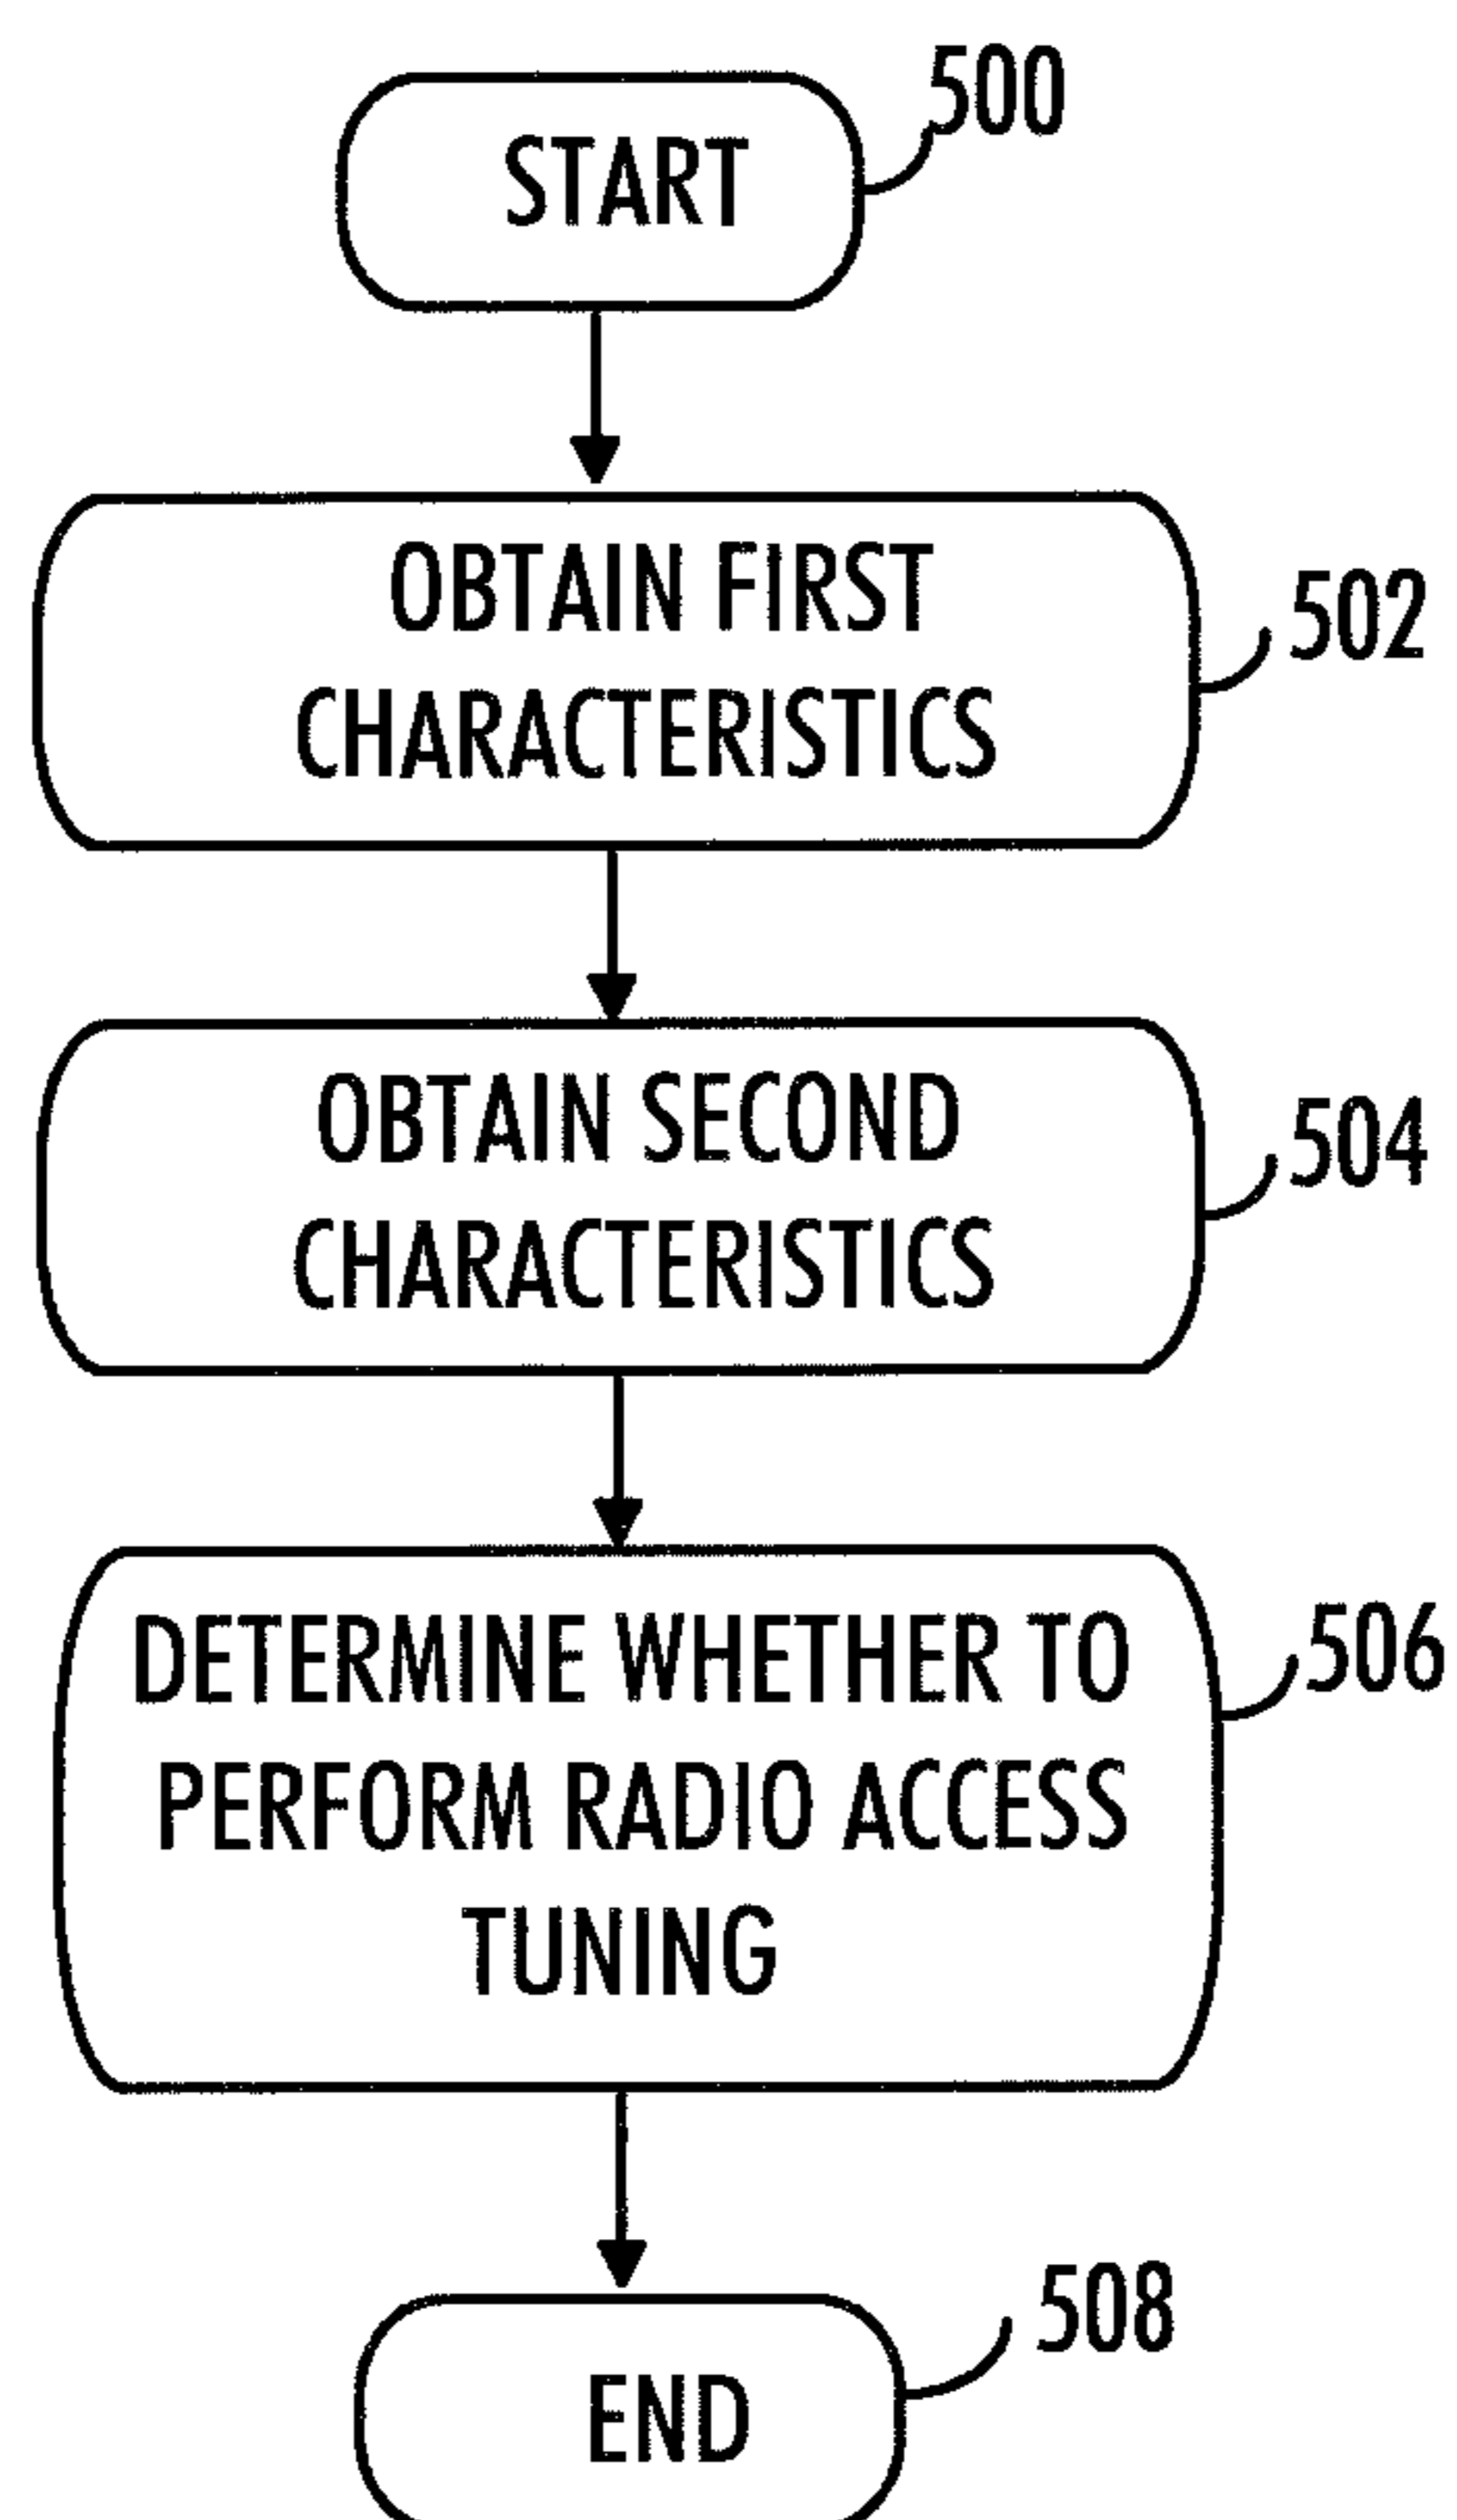 START
500
OBTAIN FIRST
CHARACTERISTICS
502
OBTAIN SECOND
CHARACTERISTICS
504
DETERMINE WHETHER TO
PERFORM RADIO ACCESS
TUNING
506
END
508